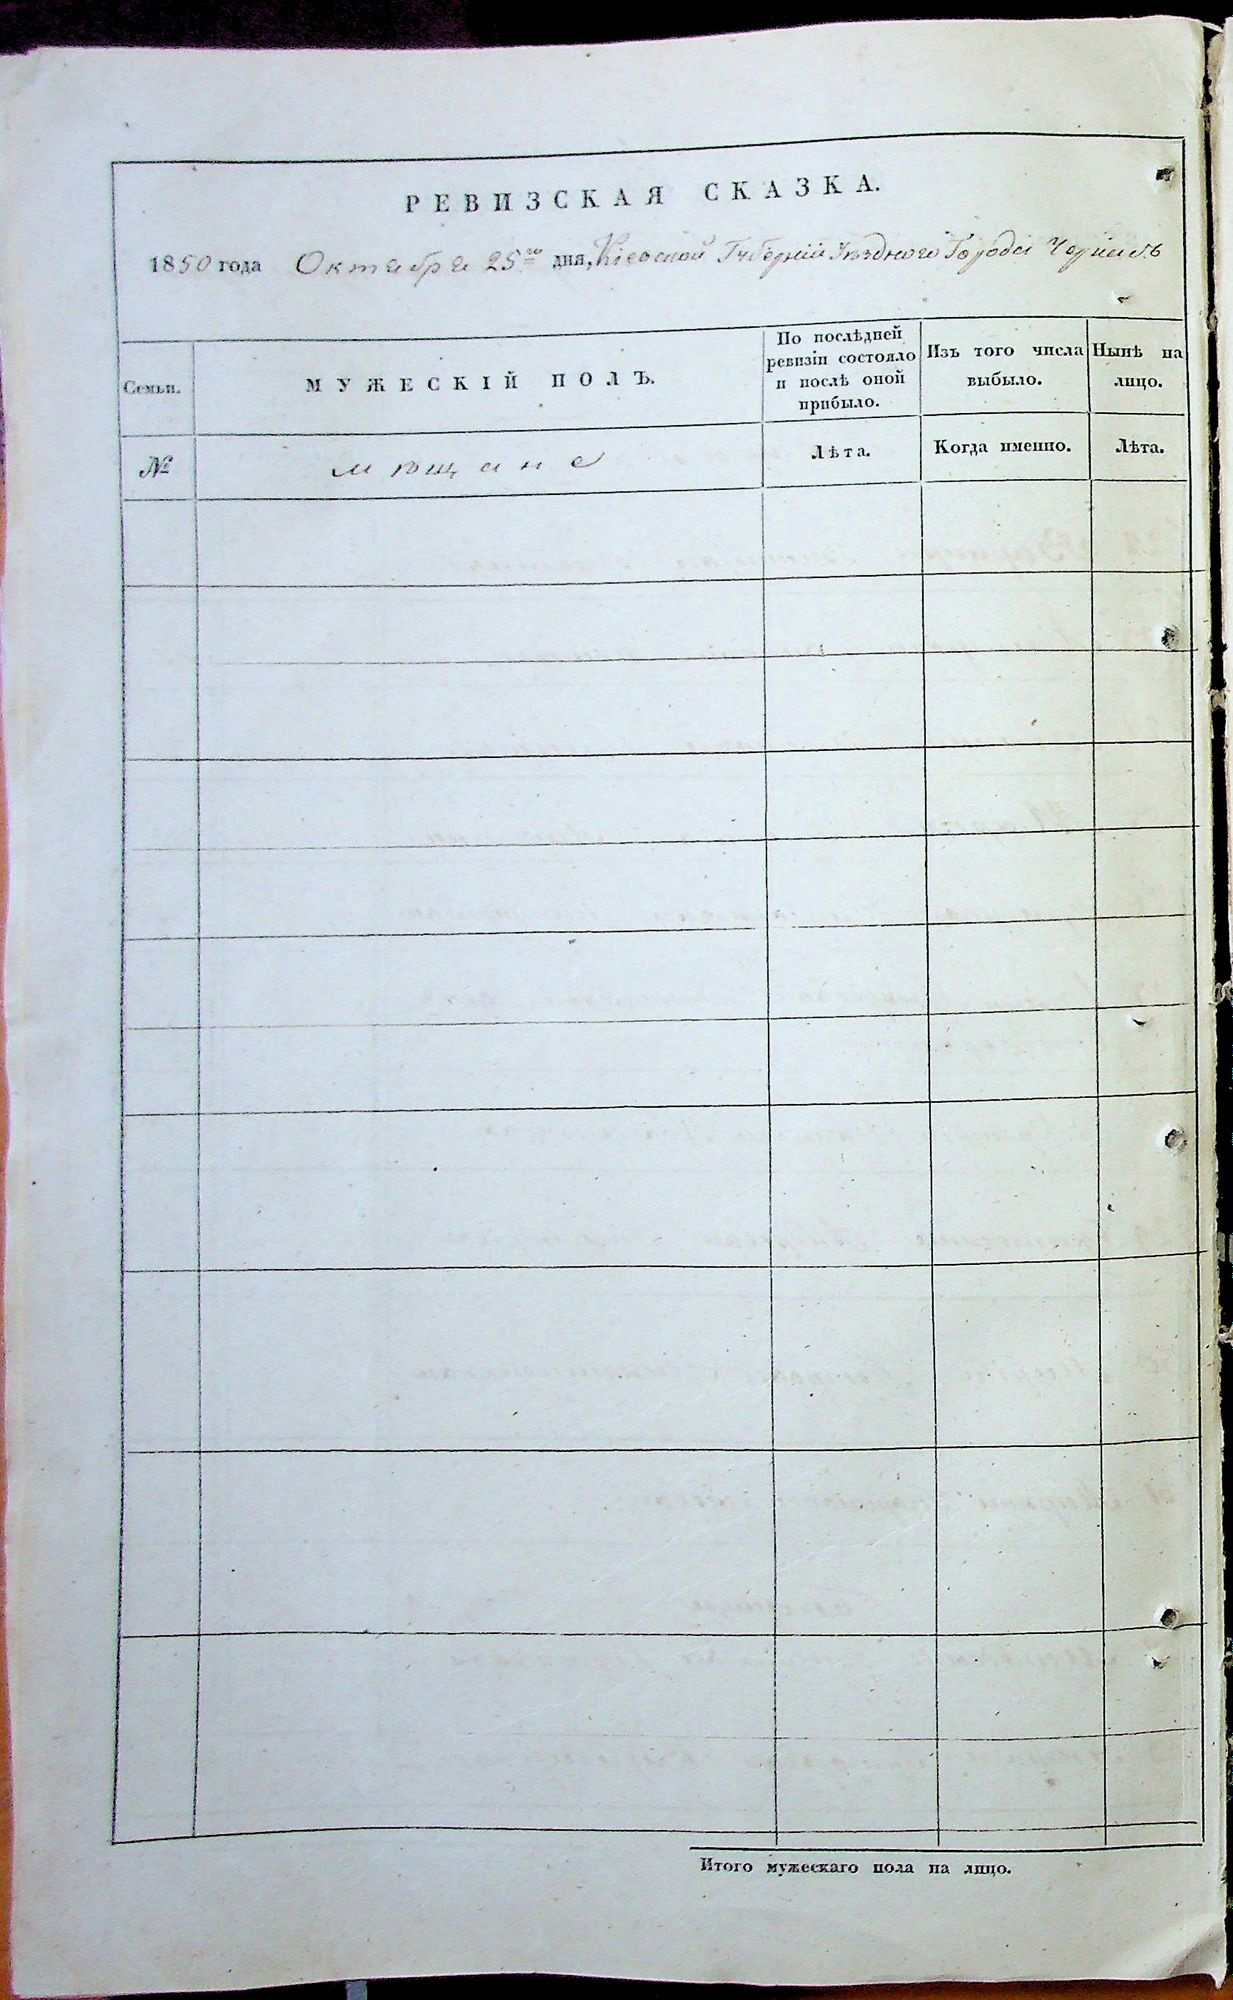 РЕВИЗСКАЯ СКАЗКА.
1850 года Октября 25го дня, Кіевской Губерніи Уѣзднаго Города
Семьи.
МУЖЕСКІЙ ПОЛЪ.
По послѣдней ревизіи состояло и послѣ оной прибыло.
Изъ того числа выбыло.
Нынѣ на лицо.
№
мѣщане
Лѣта.
Когда именно.
Лѣта.
Итого мужескаго пола на лицо.